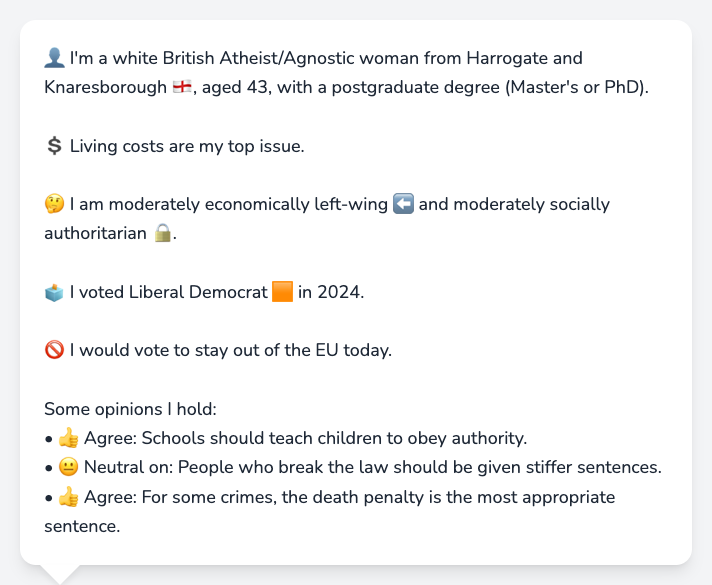 👤 I'm a white British Atheist/Agnostic woman from Harrogate and
Knaresborough 🏴󠁧󠁢󠁥󠁮󠁧󠁿, aged 43, with a postgraduate degree (Master's or PhD).
💲 Living costs are my top issue.
🤔 I am moderately economically left-wing ⬅️ and moderately socially
authoritarian 🔒.
🗳️ I voted Liberal Democrat 🟧 in 2024.
🚫 I would vote to stay out of the EU today.
Some opinions I hold:
• 👍 Agree: Schools should teach children to obey authority.
• 😐 Neutral on: People who break the law should be given stiffer sentences.
• 👍 Agree: For some crimes, the death penalty is the most appropriate
sentence.